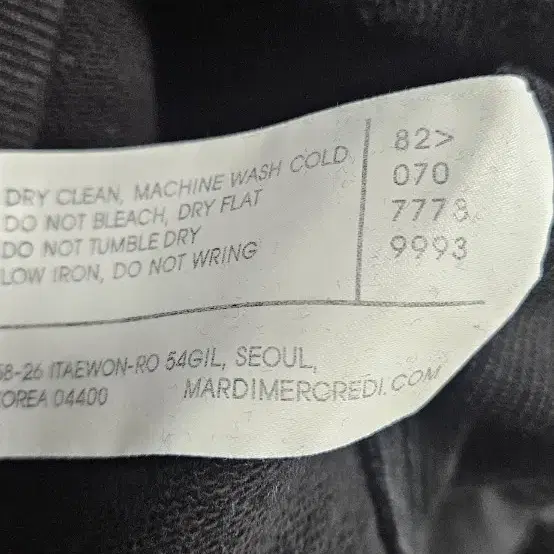 DRY CLEAN, MACHINE WASH COLD
DO NOT BLEACH, DRY FLAT
DO NOT TUMBLE DRY
LOW IRON, DO NOT WRING
82>
070
7778
9993
58-26 ITAEWON-RO 54GIL, SEOUL,
KOREA 04400
MARDIMERCREDI.COM